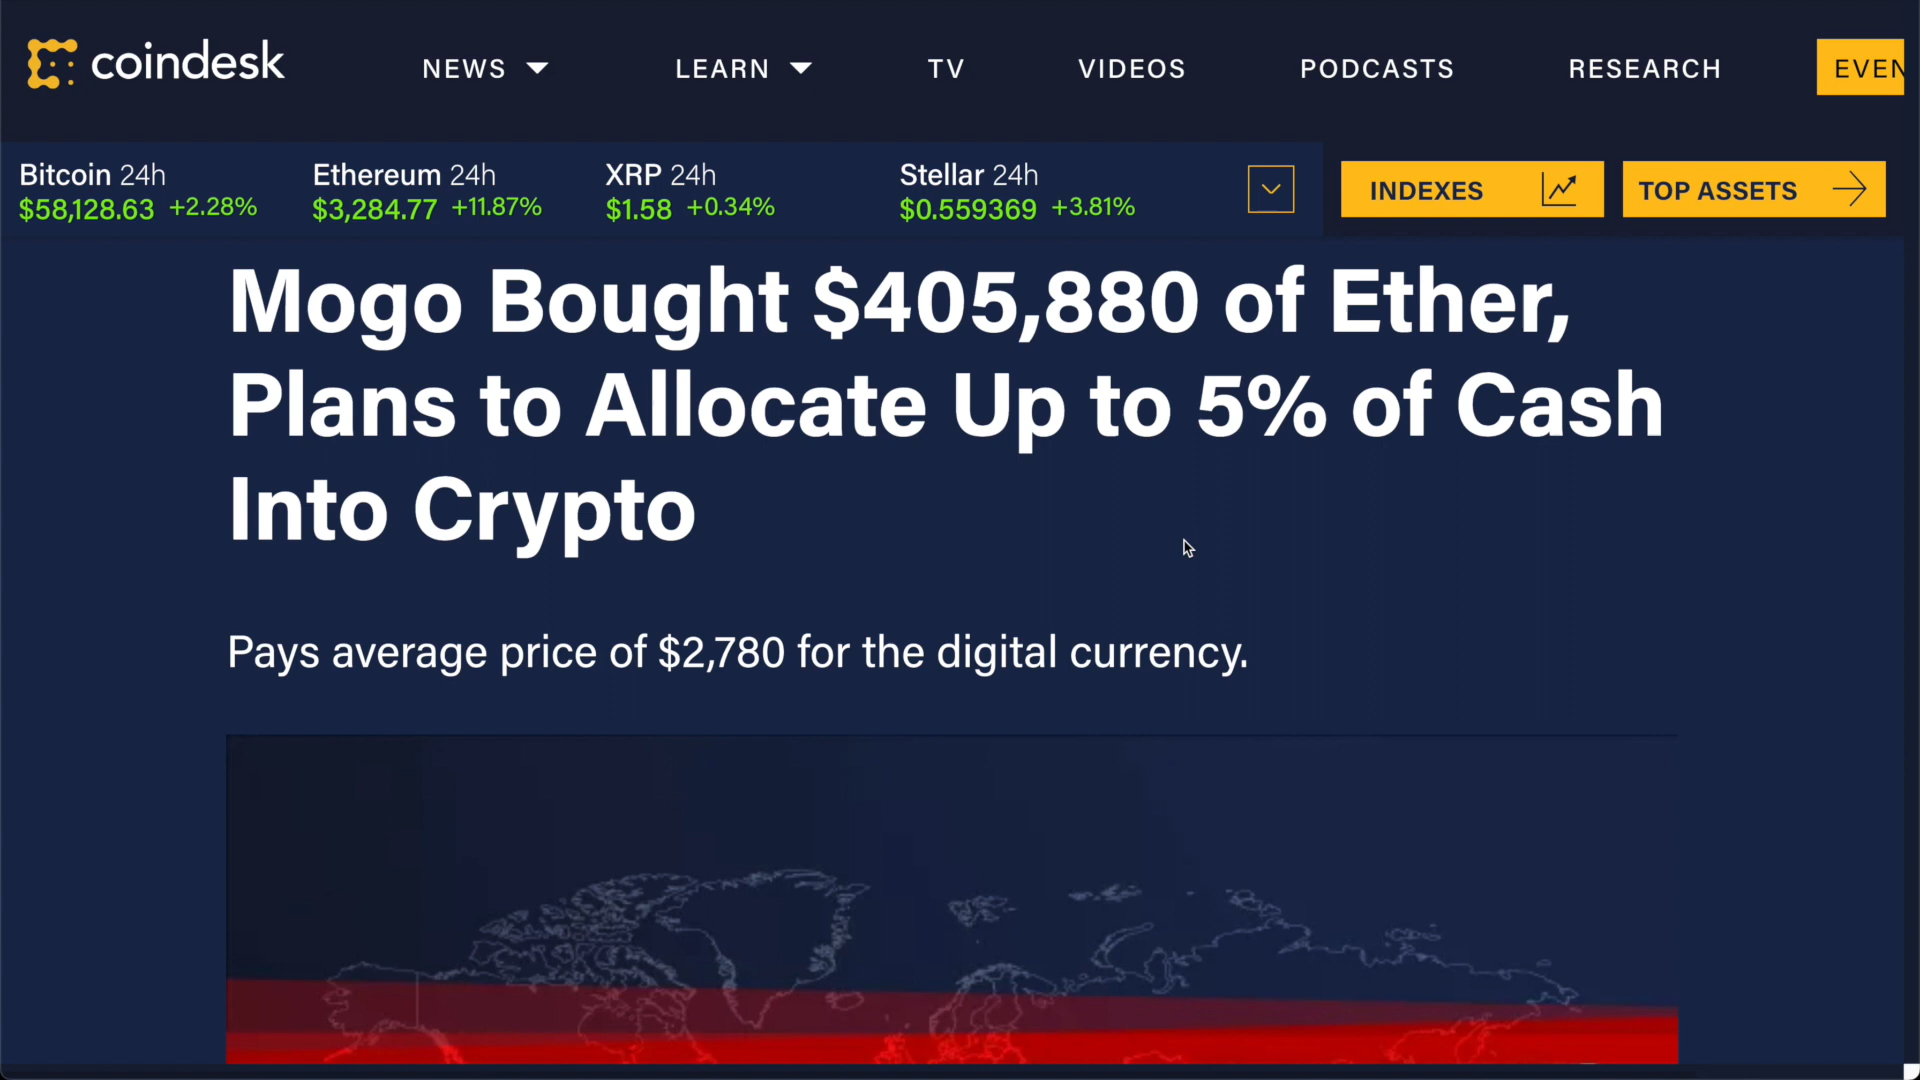 coindesk
NEWS
LEARN
TV
VIDEOS
PODCASTS
RESEARCH
EVEN
Bitcoin 24h
$58,128.63 +2.28%
Ethereum 24h
$3,284.77 +11.87%
XRP 24h
$1.58 +0.34%
Stellar 24h
$0.559369 +3.81%
INDEXES
TOP ASSETS
Mogo Bought $405,880 of Ether,
Plans to Allocate Up to 5% of Cash
Into Crypto
Pays average price of $2,780 for the digital currency.